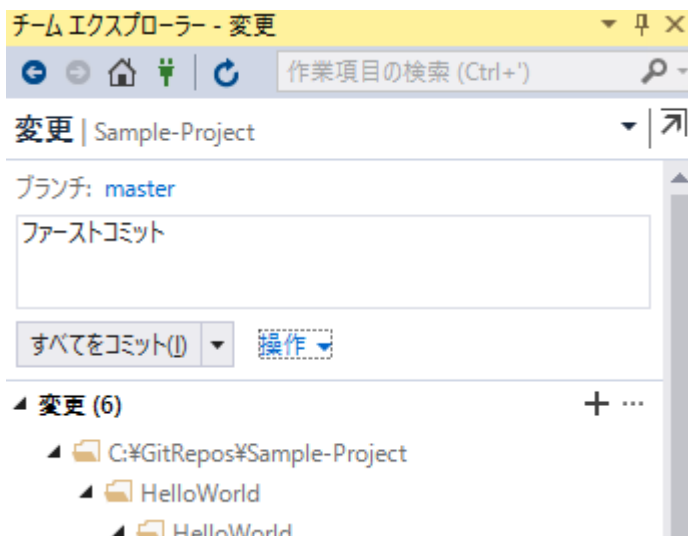 チーム エクスプローラー - 変更
作業項目の検索 (Ctrl+')
変更 | Sample-Project
ブランチ: master
ファーストコミット
すべてをコミット(I) 操作
変更 (6)
C:¥GitRepos¥Sample-Project
HelloWorld
HelloWorld